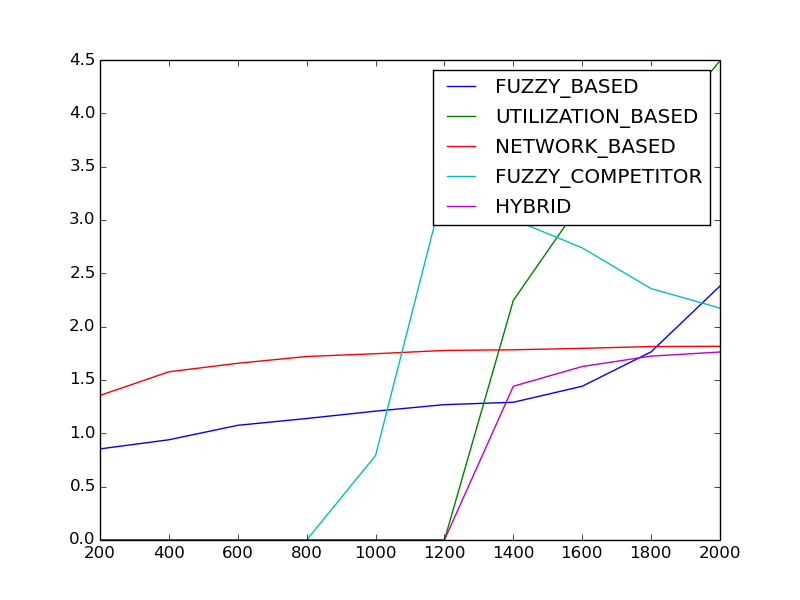 4.5
4.0
3.5
3.0
2.5
2.0
1.5
1.0
0.5
0.0
FUZZY_BASED
UTILIZATION_BASED
NETWORK_BASED
FUZZY_COMPETITOR
HYBRID
200 400 600 800 1000 1200 1400 1600 1800 2000